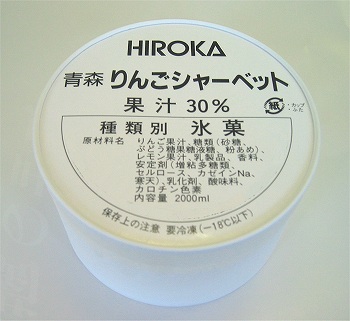 HIROKA
青森 りんごシャーベット
果汁 30%
紙
・カップ
・ふた
種類別 氷菓
原材料名 りんご果汁、糖類(砂糖、
ぶどう糖果糖液糖、粉あめ)、
レモン果汁、乳製品、香料、
安定剤(増粘多糖類、
セルロース、カゼインNa、
寒天)、乳化剤、酸味料、
カロチン色素
内容量 2000ml
保存上の注意 要冷凍(−18℃以下)